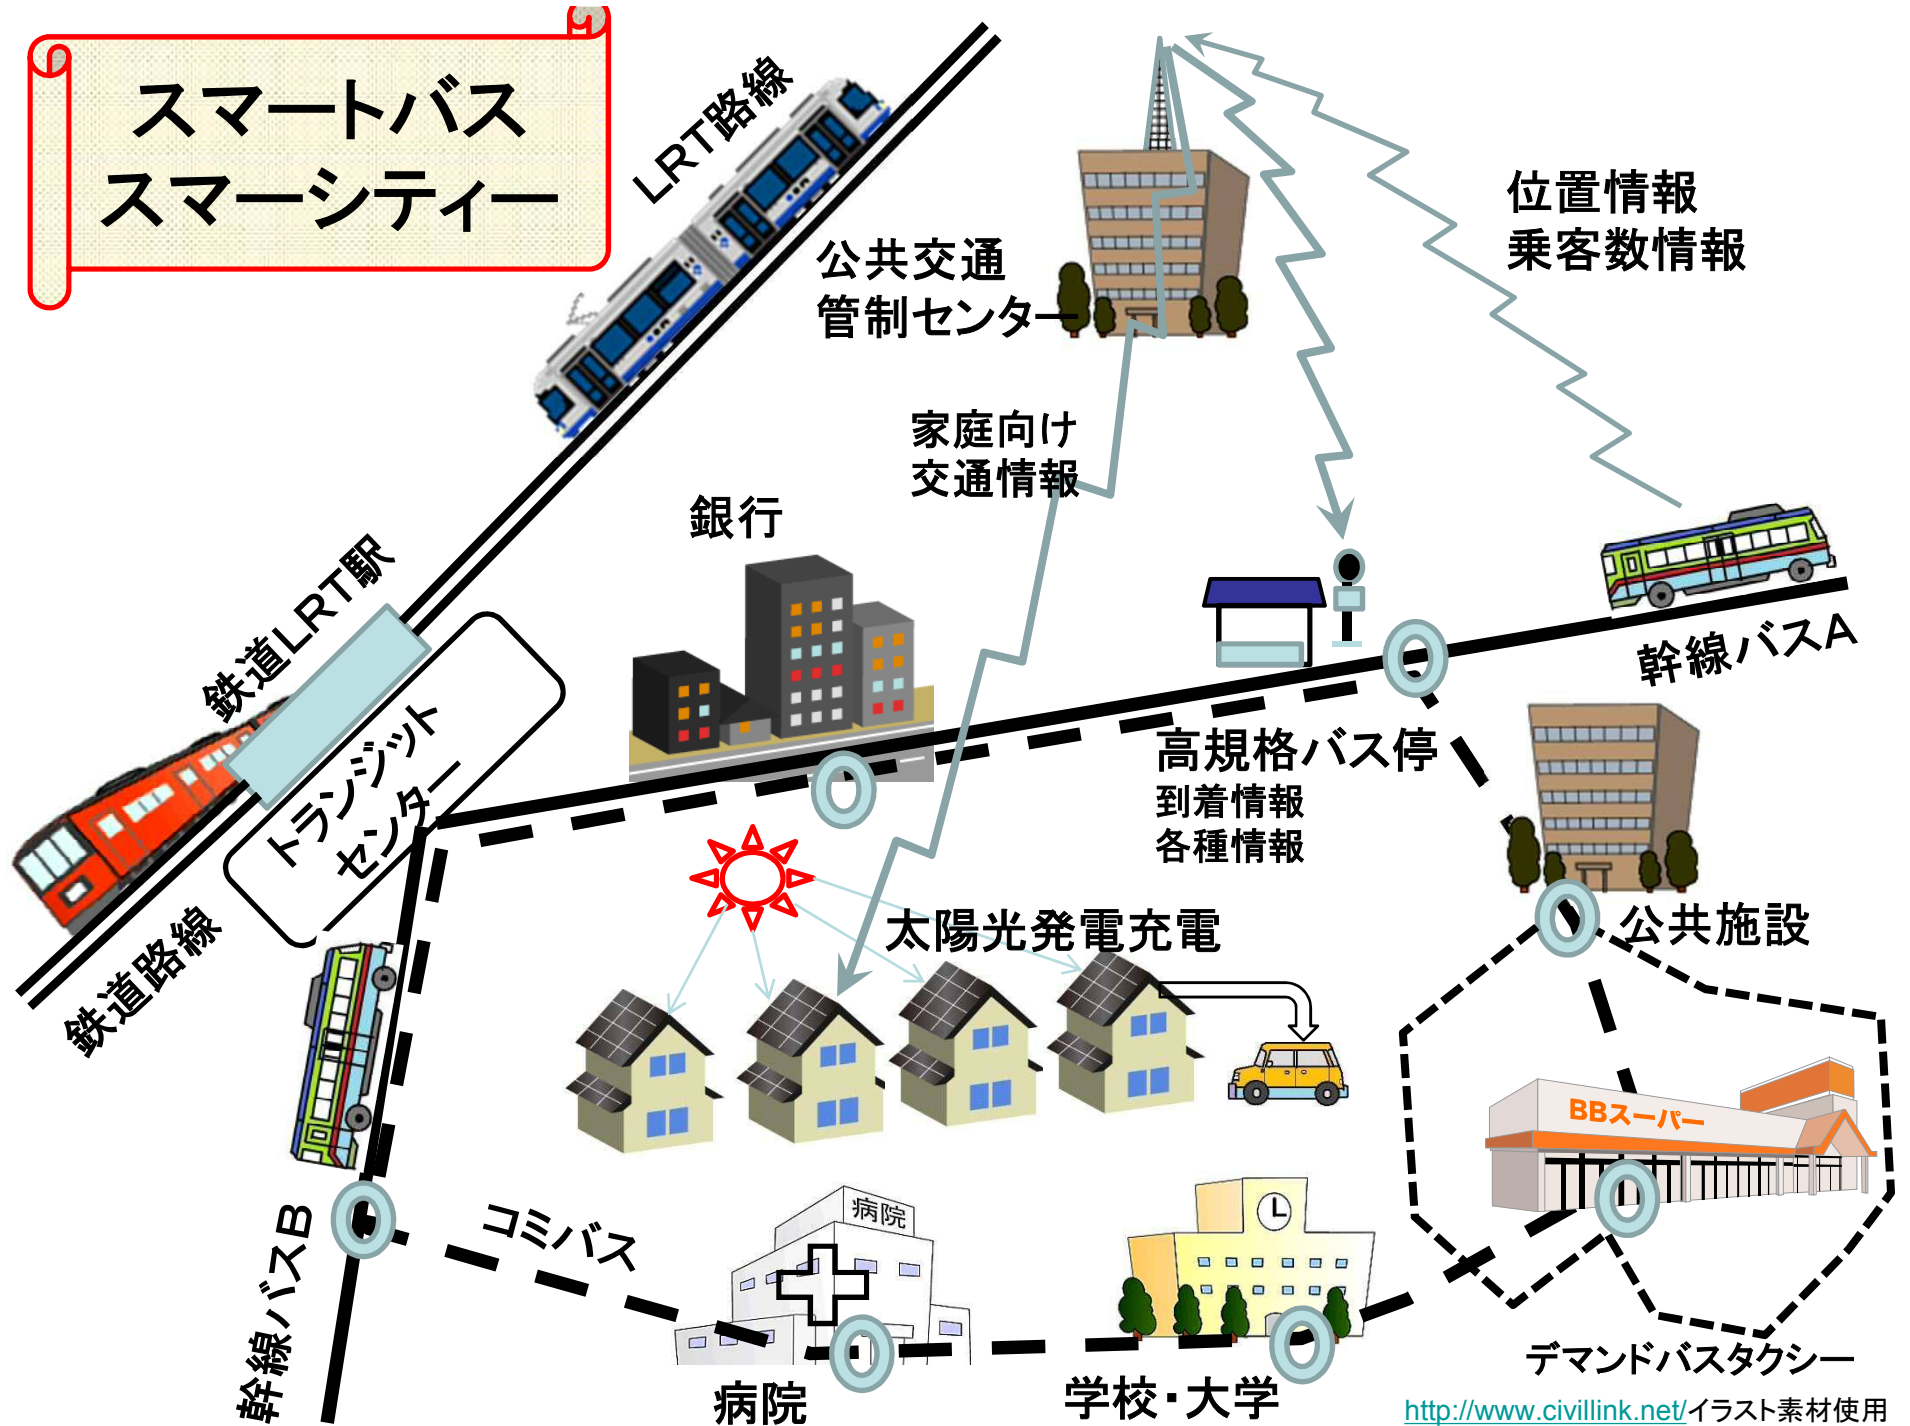 スマートバス
スマーシティー
LRT路線
公共交通
管制センター
位置情報
乗客数情報
家庭向け
交通情報
銀行
鉄道LRT駅
トランジット
センター
鉄道路線
幹線バスA
高規格バス停
到着情報
各種情報
太陽光発電充電
公共施設
BBスーパー
幹線バスB
コミバス
病院
病院
学校・大学
デマンドバスタクシー
http://www.civillink.net/イラスト素材使用